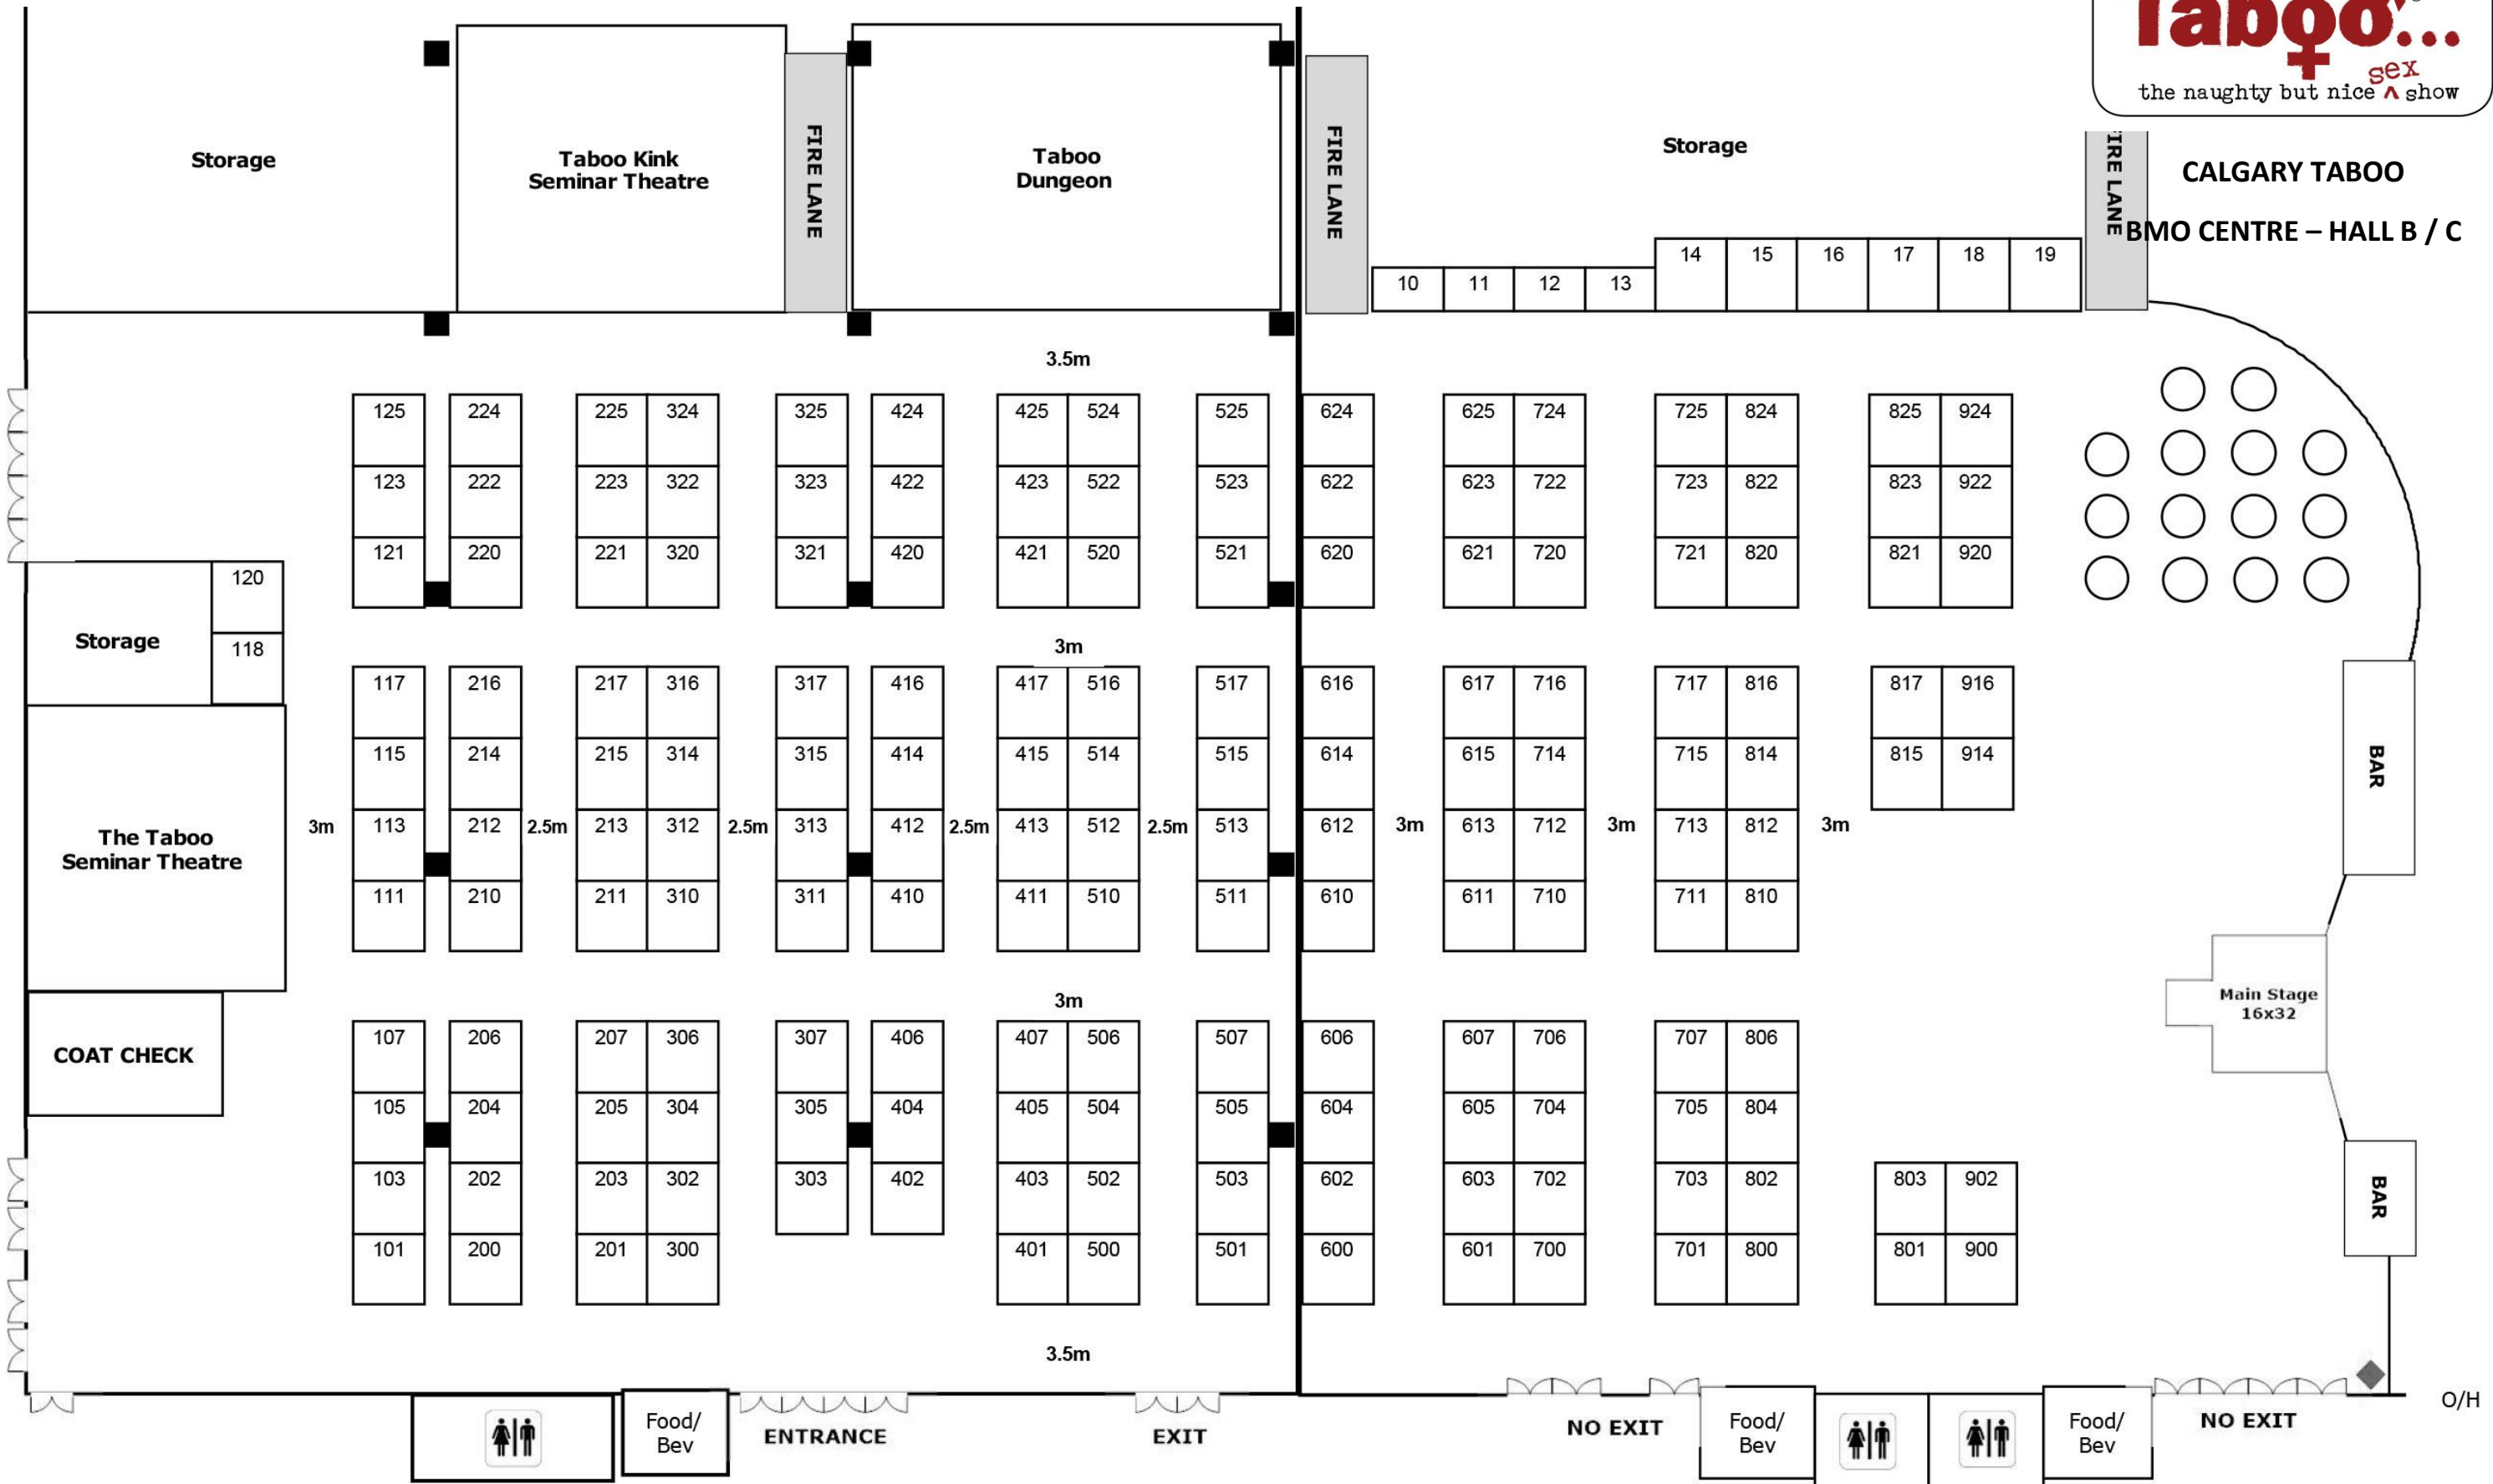 Taboo...
sex
the naughty but nice ^ show
CALGARY TABOO
BMO CENTRE – HALL B / C
Storage
Taboo Kink
Seminar Theatre
FIRE LANE
Taboo
Dungeon
FIRE LANE
Storage
FIRE LANE
10 11 12 13 14 15 16 17 18 19
3.5m
125 224 225 324 325 424 425 524 525 624 625 724 725 824 825 924
123 222 223 322 323 422 423 522 523 622 623 722 723 822 823 922
121 220 221 320 321 420 421 520 521 620 621 720 721 820 821 920
120
Storage
118
3m
117 216 217 316 317 416 417 516 517 616 617 716 717 816 817 916
115 214 215 314 315 414 415 514 515 614 615 714 715 814 815 914
BAR
The Taboo
Seminar Theatre
3m 113 212 2.5m 213 312 2.5m 313 412 2.5m 413 512 2.5m 513 612 3m 613 712 3m 713 812 3m
111 210 211 310 311 410 411 510 511 610 611 710 711 810
Main Stage
16x32
3m
COAT CHECK
107 206 207 306 307 406 407 506 507 606 607 706 707 806
105 204 205 304 305 404 405 504 505 604 605 704 705 804
103 202 203 302 303 402 403 502 503 602 603 702 703 802 803 902
BAR
101 200 201 300 401 500 501 600 601 700 701 800 801 900
3.5m
O/H
Food/
Bev
ENTRANCE
EXIT
NO EXIT
Food/
Bev
Food/
Bev
NO EXIT